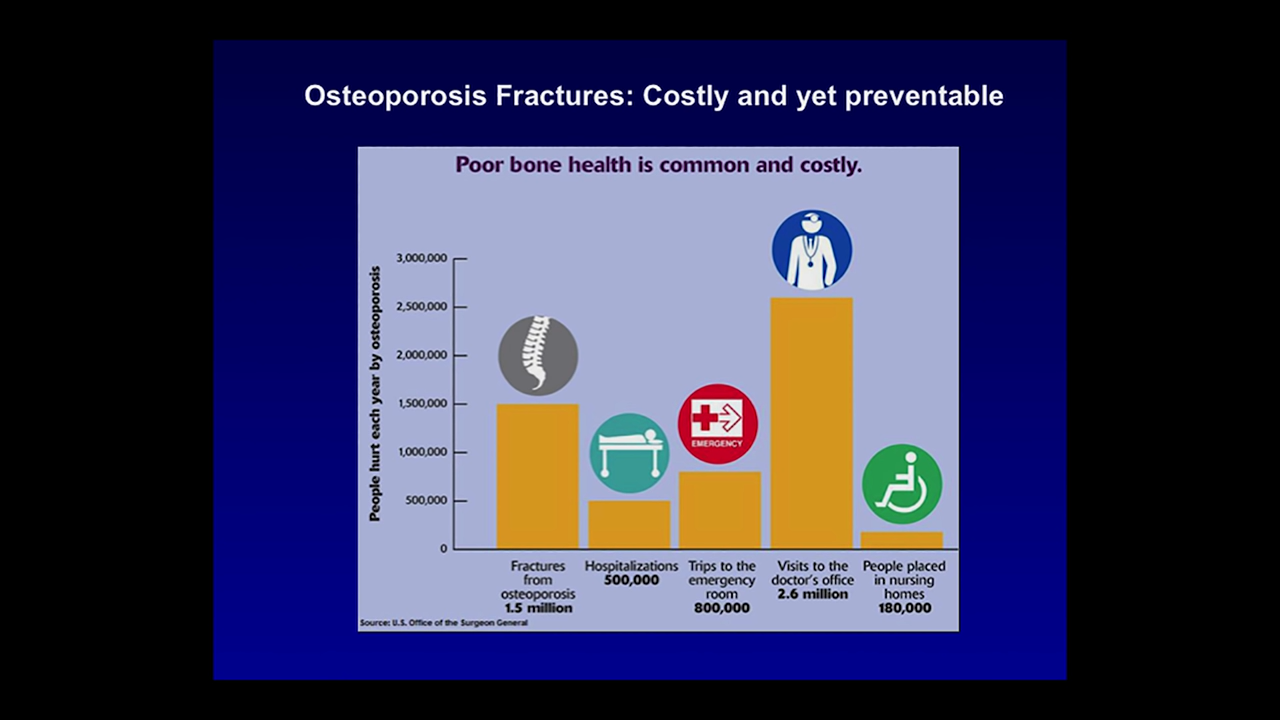 Osteoporosis Fractures: Costly and yet preventable
Poor bone health is common and costly.
People hurt each year by osteoporosis
3,000,000
2,500,000
2,000,000
1,500,000
1,000,000
500,000
0
EMERGENCY
Fractures
from
osteoporosis
1.5 million
Hospitalizations
500,000
Trips to the
emergency
room
800,000
Visits to the
doctor's office
2.6 million
People placed
in nursing
homes
180,000
Source: U.S. Office of the Surgeon General